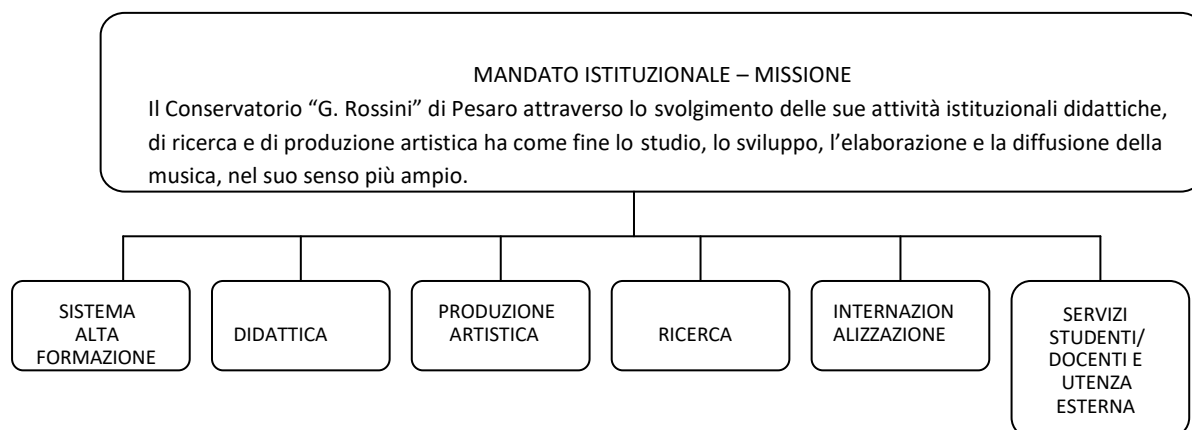 MANDATO ISTITUZIONALE – MISSIONE
Il Conservatorio “G. Rossini” di Pesaro attraverso lo svolgimento delle sue attività istituzionali didattiche,
di ricerca e di produzione artistica ha come fine lo studio, lo sviluppo, l’elaborazione e la diffusione della
musica, nel suo senso più ampio.
SISTEMA
ALTA
FORMAZIONE
DIDATTICA
PRODUZIONE
ARTISTICA
RICERCA
INTERNAZION
ALIZZAZIONE
SERVIZI
STUDENTI/
DOCENTI E
UTENZA
ESTERNA